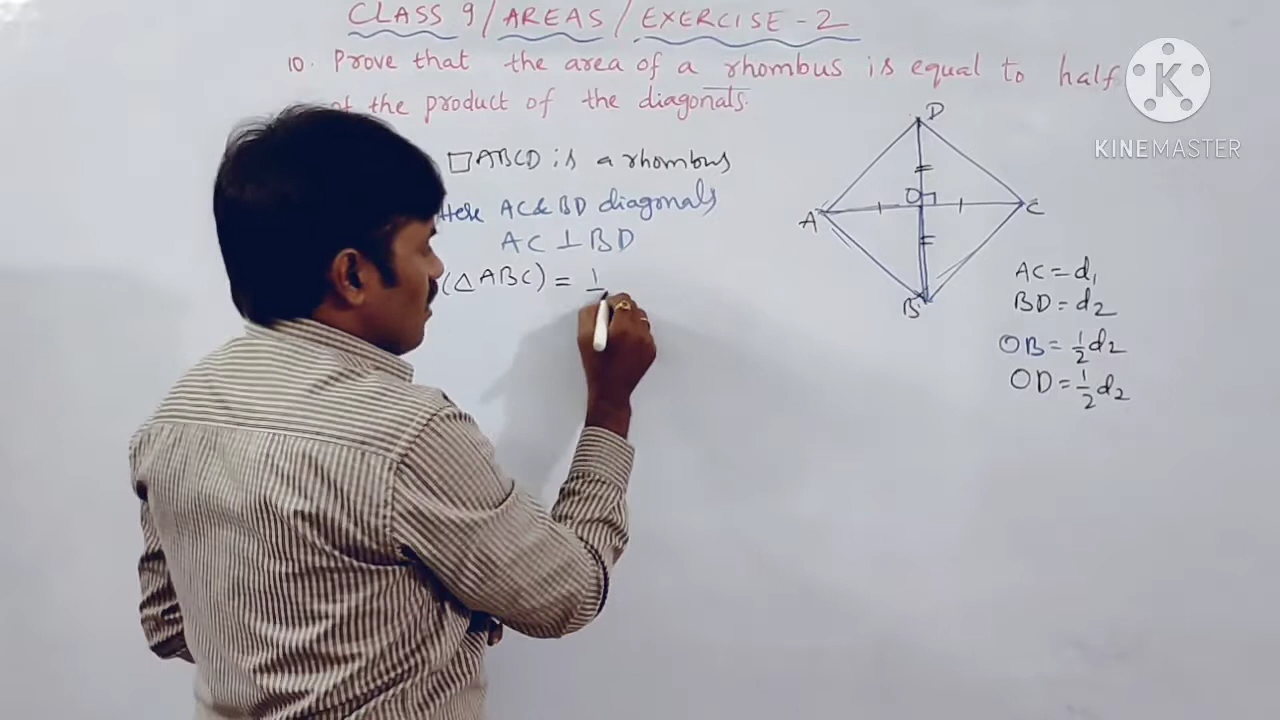 CLASS 9 / AREAS / EXERCISE - 2
10. Prove that the area of a rhombus is equal to half
the product of the diagonals.
□ABCD is a rhombus
Here AC & BD diagonals
AC ⊥ BD
(△ABC) = 1
D
O
A
C
B
AC = d₁
BD = d₂
OB = 1/2 d₂
OD = 1/2 d₂
K
KINEMASTER